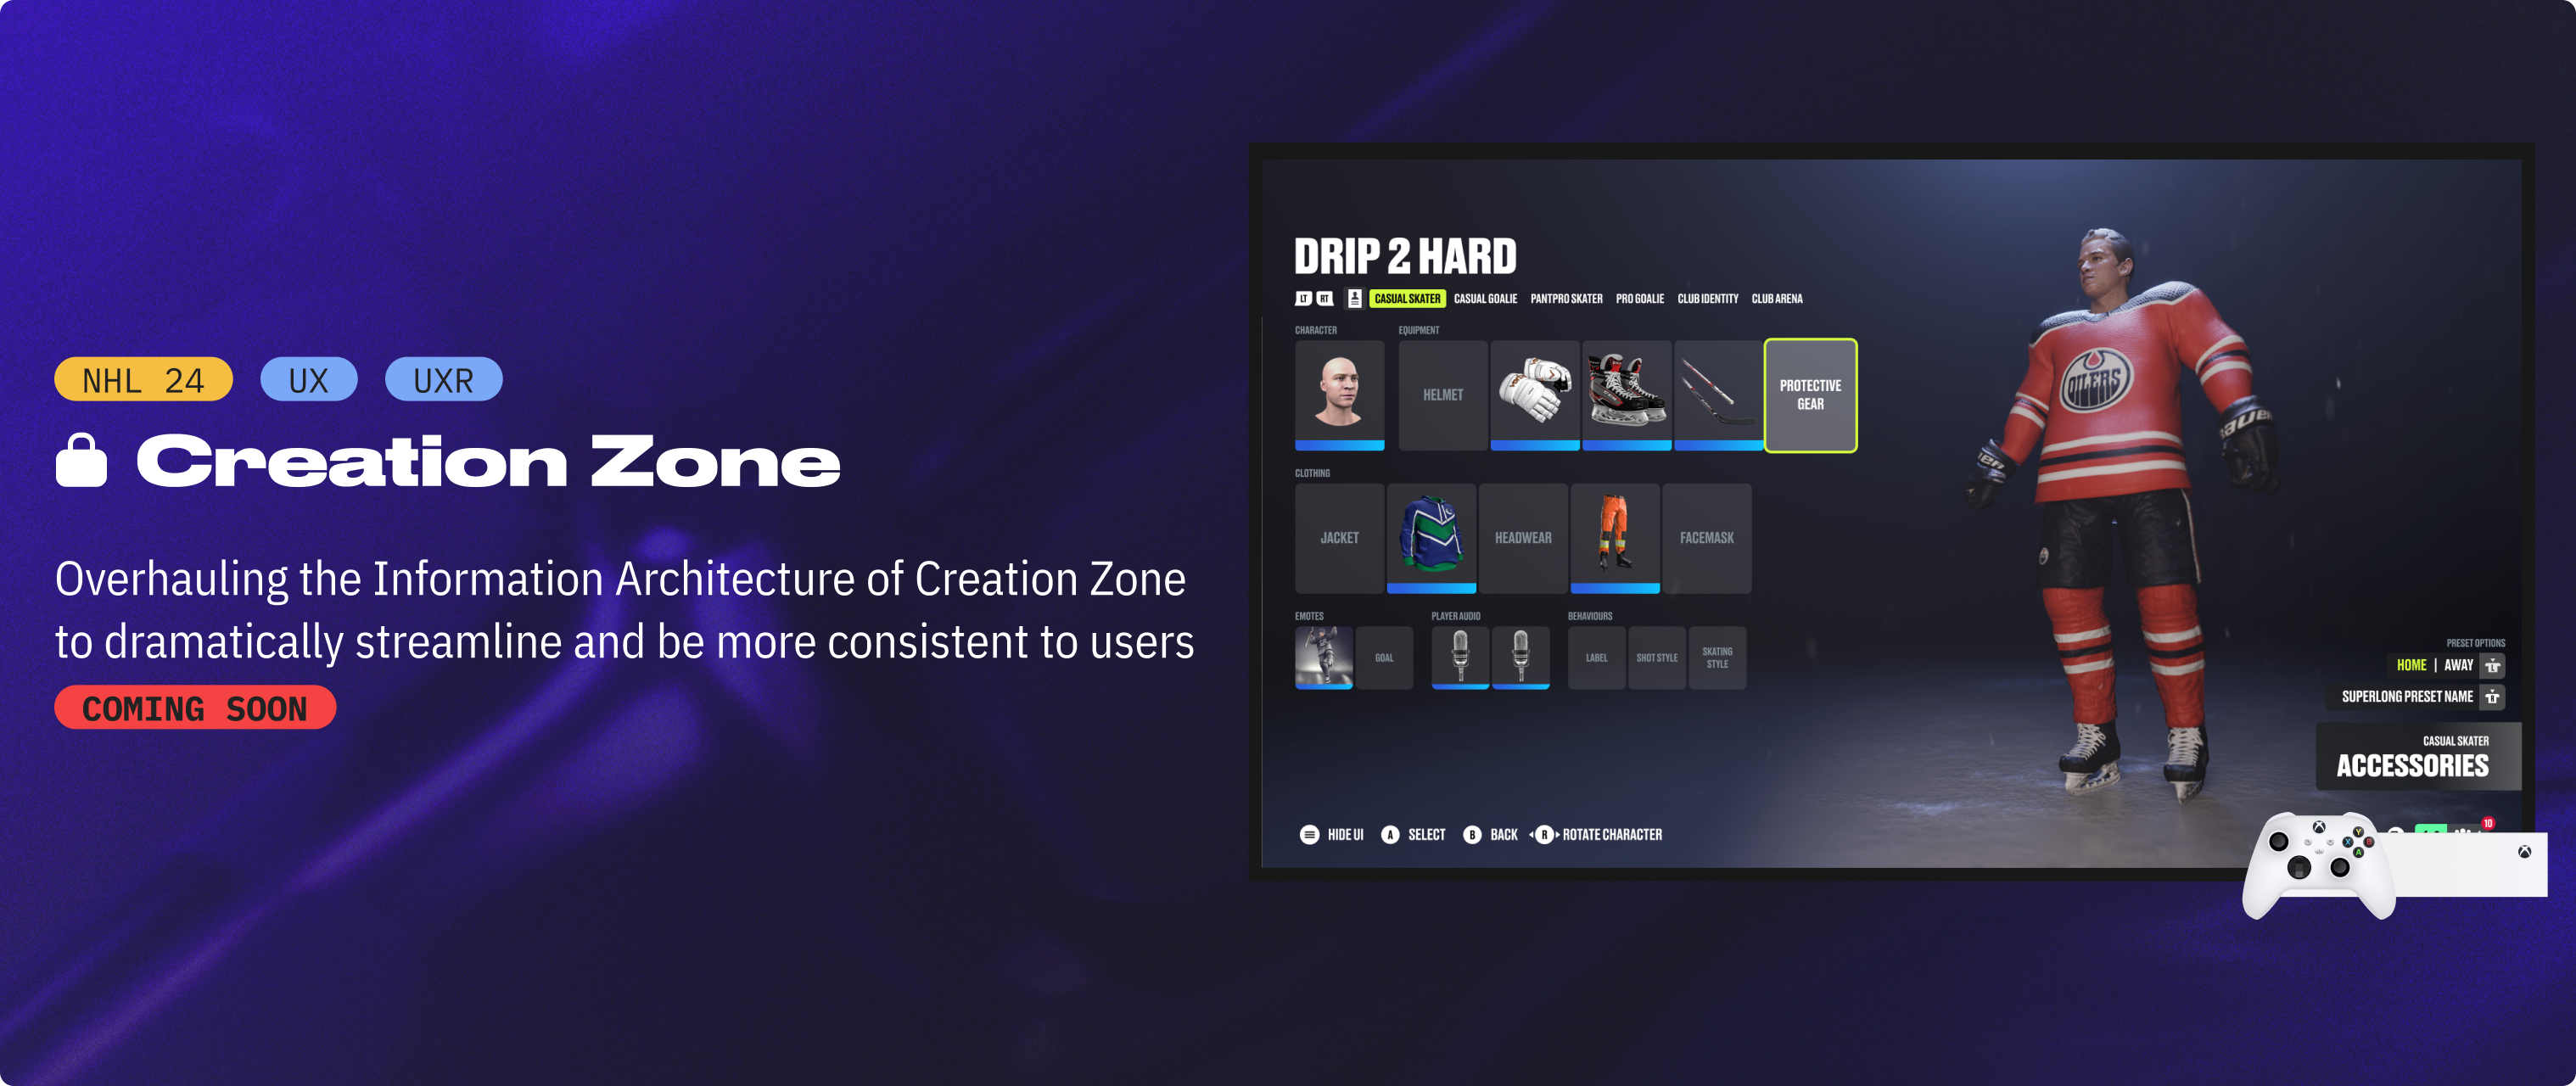 NHL 24
UX
UXR
Creation Zone
Overhauling the Information Architecture of Creation Zone
to dramatically streamline and be more consistent to users
COMING SOON
DRIP 2 HARD
LT RT CASUAL SKATER CASUAL GOALIE PANTPRO SKATER PRO GOALIE CLUB IDENTITY CLUB ARENA
CHARACTER EQUIPMENT
HELMET
PROTECTIVE
GEAR
CLOTHING
JACKET HEADWEAR FACEMASK
EMOTES PLAYER AUDIO BEHAVIOURS
GOAL LABEL SHOT STYLE SKATING
STYLE
OILERS
BAUER
PRESET OPTIONS
HOME | AWAY L
SUPERLONG PRESET NAME
CASUAL SKATER
ACCESSORIES
HIDE UI A SELECT B BACK R ROTATE CHARACTER
10
Y
X B
A